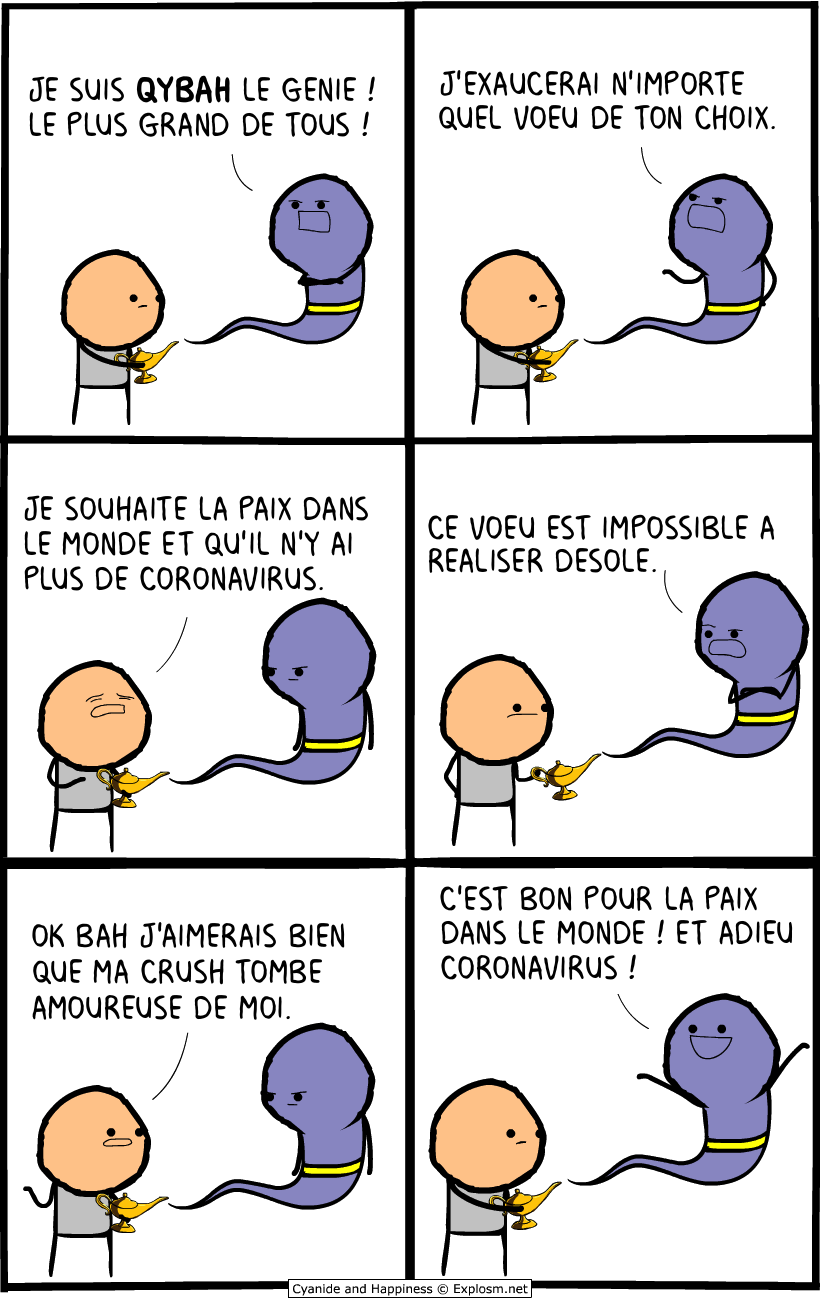 JE SUIS QYBAH LE GENIE !
LE PLUS GRAND DE TOUS !
J'EXAUCERAI N'IMPORTE
QUEL VOEU DE TON CHOIX.
JE SOUHAITE LA PAIX DANS
LE MONDE ET QU'IL N'Y AI
PLUS DE CORONAVIRUS.
CE VOEU EST IMPOSSIBLE A
REALISER DESOLE.
OK BAH J'AIMERAIS BIEN
QUE MA CRUSH TOMBE
AMOUREUSE DE MOI.
C'EST BON POUR LA PAIX
DANS LE MONDE ! ET ADIEU
CORONAVIRUS !
Cyanide and Happiness © Explosm.net